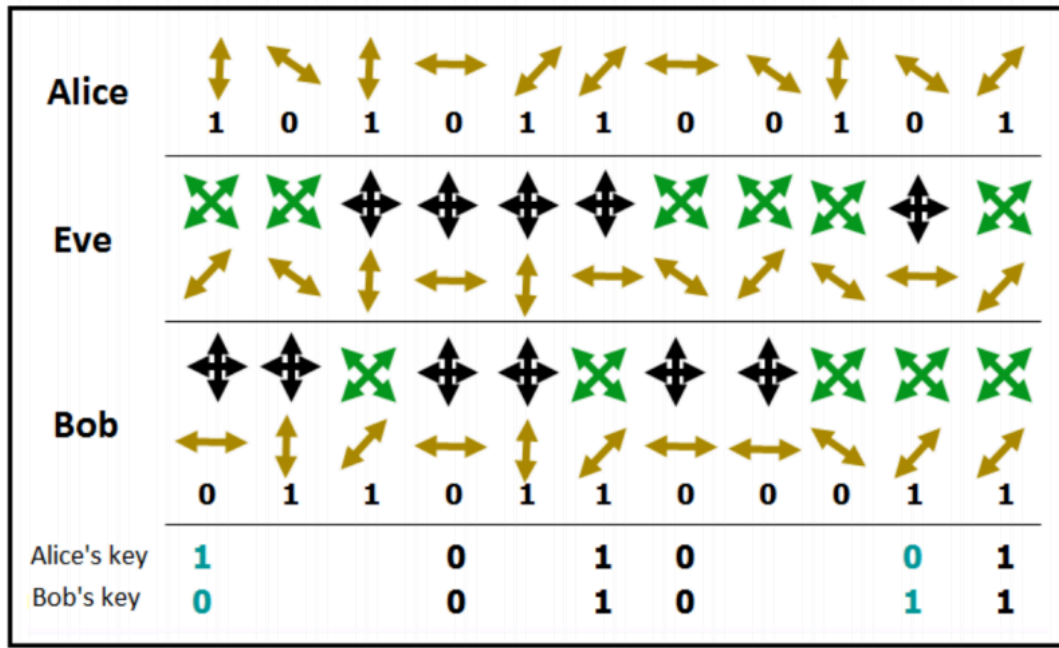 Alice
1 0 1 0 1 1 0 0 1 0 1
Eve
Bob
0 1 1 0 1 1 0 0 0 1 1
Alice's key 1 0 1 0 0 1
Bob's key 0 0 1 0 1 1